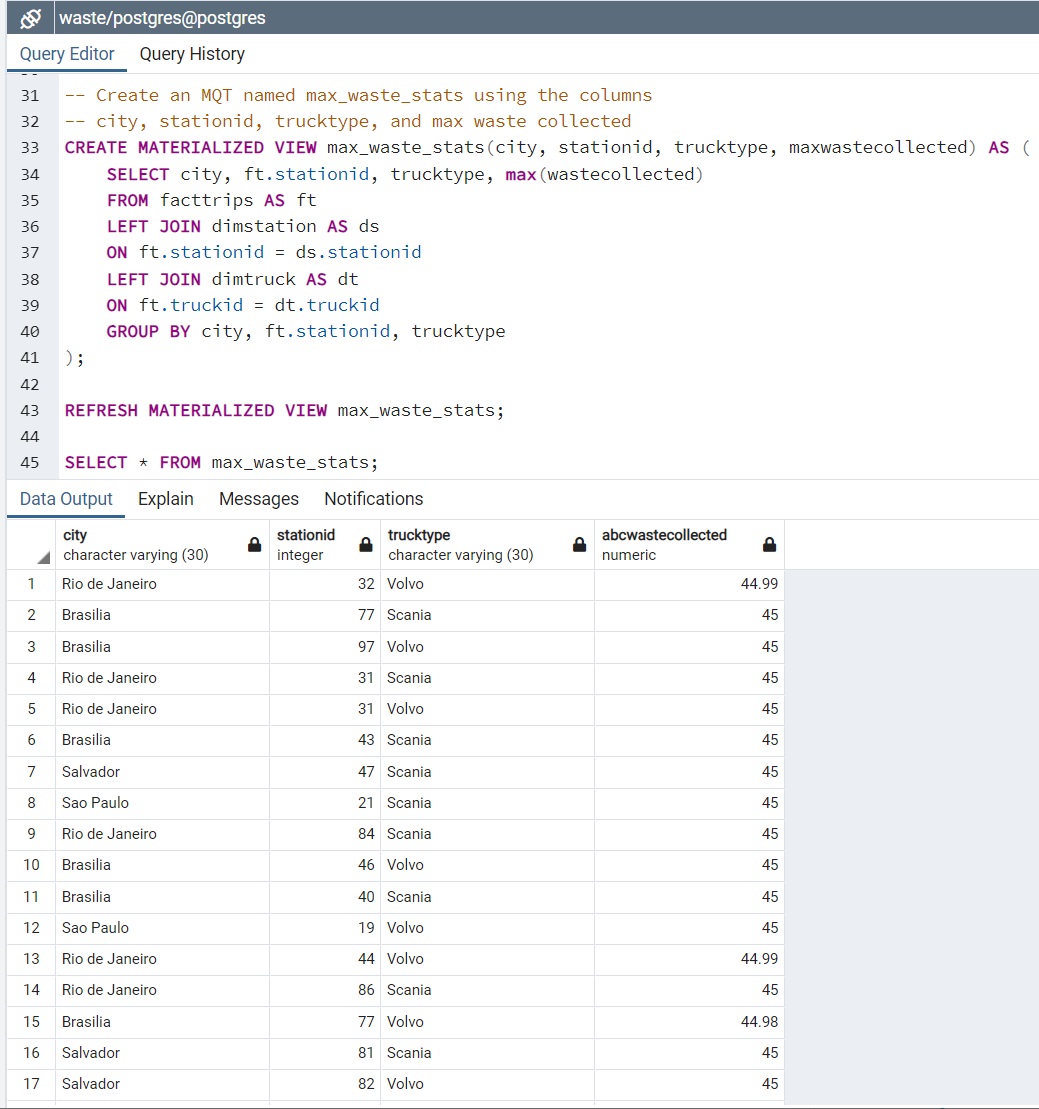 waste/postgres@postgres
Query Editor Query History
31 -- Create an MQT named max_waste_stats using the columns
32 -- city, stationid, trucktype, and max waste collected
33 CREATE MATERIALIZED VIEW max_waste_stats(city, stationid, trucktype, maxwastecollected) AS (
34 SELECT city, ft.stationid, trucktype, max(wastecollected)
35 FROM facttrips AS ft
36 LEFT JOIN dimstation AS ds
37 ON ft.stationid = ds.stationid
38 LEFT JOIN dimtruck AS dt
39 ON ft.truckid = dt.truckid
40 GROUP BY city, ft.stationid, trucktype
41 );
42
43 REFRESH MATERIALIZED VIEW max_waste_stats;
44
45 SELECT * FROM max_waste_stats;
Data Output Explain Messages Notifications
city stationid trucktype abcwastecollected
character varying (30) integer character varying (30) numeric
1 Rio de Janeiro 32 Volvo 44.99
2 Brasilia 77 Scania 45
3 Brasilia 97 Volvo 45
4 Rio de Janeiro 31 Scania 45
5 Rio de Janeiro 31 Volvo 45
6 Brasilia 43 Scania 45
7 Salvador 47 Scania 45
8 Sao Paulo 21 Scania 45
9 Rio de Janeiro 84 Scania 45
10 Brasilia 46 Volvo 45
11 Brasilia 40 Scania 45
12 Sao Paulo 19 Volvo 45
13 Rio de Janeiro 44 Volvo 44.99
14 Rio de Janeiro 86 Scania 45
15 Brasilia 77 Volvo 44.98
16 Salvador 81 Scania 45
17 Salvador 82 Volvo 45